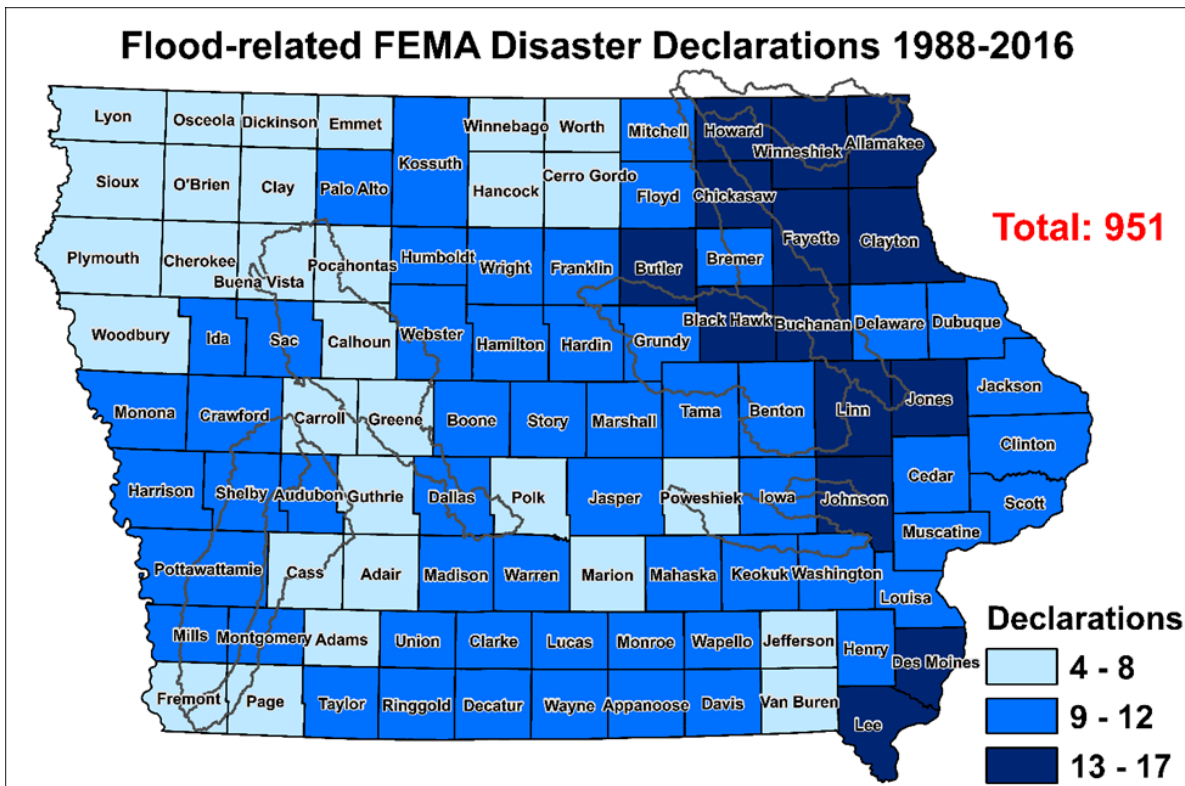 Flood-related FEMA Disaster Declarations 1988-2016
Lyon Osceola Dickinson Emmet Winnebago Worth Mitchell Howard Winneshiek Allamakee
Kossuth
Sioux O'Brien Clay Palo Alto Hancock Cerro Gordo Floyd Chickasaw
Total: 951
Plymouth Cherokee Buena Vista Pocahontas Humboldt Wright Franklin Butler Bremer Fayette Clayton
Woodbury Ida Sac Calhoun Webster Hamilton Hardin Grundy Black Hawk Buchanan Delaware Dubuque
Monona Crawford Carroll Greene Boone Story Marshall Tama Benton Linn Jones Jackson
Clinton
Harrison Shelby Audubon Guthrie Dallas Polk Jasper Poweshiek Iowa Johnson Cedar Scott
Muscatine
Pottawattamie Cass Adair Madison Warren Marion Mahaska Keokuk Washington
Louisa
Mills Montgomery Adams Union Clarke Lucas Monroe Wapello Jefferson Henry Des Moines
Fremont Page Taylor Ringgold Decatur Wayne Appanoose Davis Van Buren Lee
Declarations
4 - 8
9 - 12
13 - 17